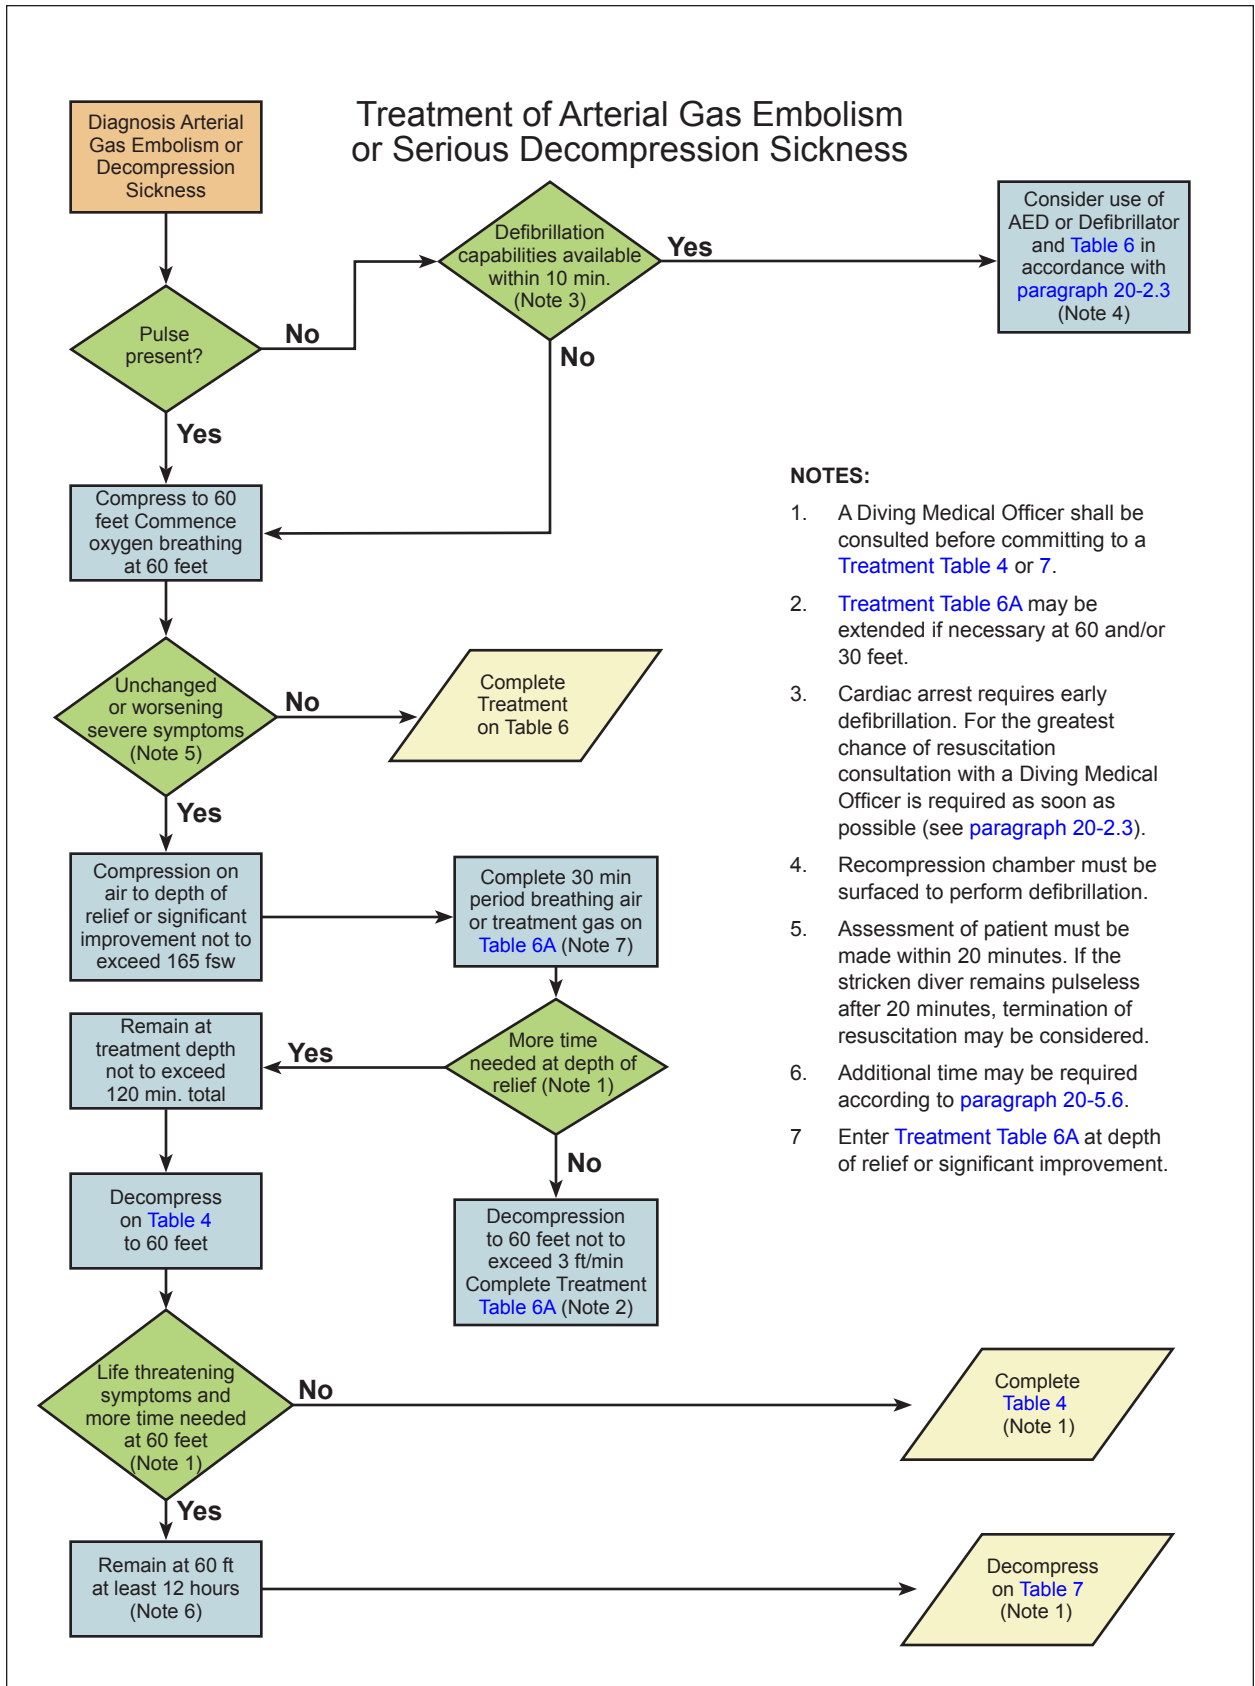 Treatment of Arterial Gas Embolism
or Serious Decompression Sickness
Diagnosis Arterial
Gas Embolism or
Decompression
Sickness
Pulse
present?
No
Yes
Defibrillation
capabilities available
within 10 min.
(Note 3)
Yes
No
Consider use of
AED or Defibrillator
and Table 6 in
accordance with
paragraph 20-2.3
(Note 4)
Compress to 60
feet Commence
oxygen breathing
at 60 feet
Unchanged
or worsening
severe symptoms
(Note 5)
No
Yes
Complete
Treatment
on Table 6
Compression on
air to depth of
relief or significant
improvement not to
exceed 165 fsw
Complete 30 min
period breathing air
or treatment gas on
Table 6A (Note 7)
More time
needed at depth of
relief (Note 1)
Yes
No
Remain at
treatment depth
not to exceed
120 min. total
Decompress
on Table 4
to 60 feet
Decompression
to 60 feet not to
exceed 3 ft/min
Complete Treatment
Table 6A (Note 2)
Life threatening
symptoms and
more time needed
at 60 feet
(Note 1)
No
Yes
Complete
Table 4
(Note 1)
Remain at 60 ft
at least 12 hours
(Note 6)
Decompress
on Table 7
(Note 1)
NOTES:
1. A Diving Medical Officer shall be
consulted before committing to a
Treatment Table 4 or 7.
2. Treatment Table 6A may be
extended if necessary at 60 and/or
30 feet.
3. Cardiac arrest requires early
defibrillation. For the greatest
chance of resuscitation
consultation with a Diving Medical
Officer is required as soon as
possible (see paragraph 20-2.3).
4. Recompression chamber must be
surfaced to perform defibrillation.
5. Assessment of patient must be
made within 20 minutes. If the
stricken diver remains pulseless
after 20 minutes, termination of
resuscitation may be considered.
6. Additional time may be required
according to paragraph 20-5.6.
7 Enter Treatment Table 6A at depth
of relief or significant improvement.